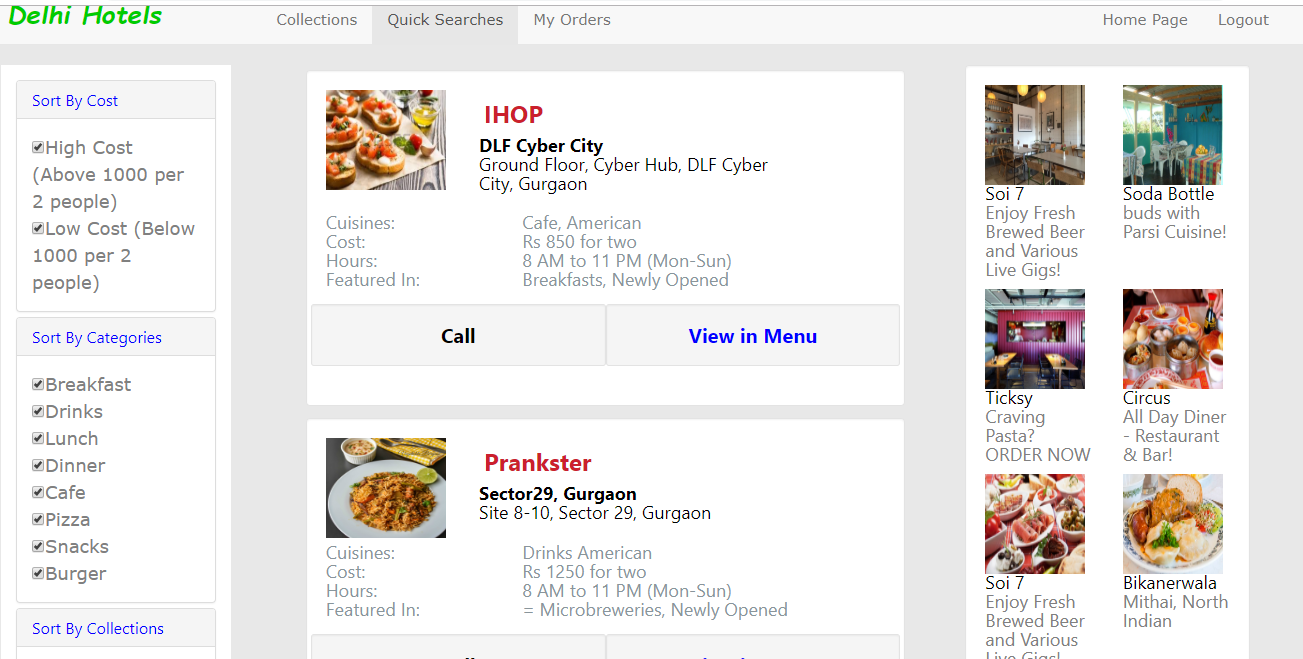 Delhi Hotels
Collections
Quick Searches
My Orders
Home Page
Logout
Sort By Cost
High Cost
(Above 1000 per
2 people)
Low Cost (Below
1000 per 2
people)
Sort By Categories
Breakfast
Drinks
Lunch
Dinner
Cafe
Pizza
Snacks
Burger
Sort By Collections
IHOP
DLF Cyber City
Ground Floor, Cyber Hub, DLF Cyber
City, Gurgaon
Cuisines: Cafe, American
Cost: Rs 850 for two
Hours: 8 AM to 11 PM (Mon-Sun)
Featured In: Breakfasts, Newly Opened
Call
View in Menu
Prankster
Sector29, Gurgaon
Site 8-10, Sector 29, Gurgaon
Cuisines: Drinks American
Cost: Rs 1250 for two
Hours: 8 AM to 11 PM (Mon-Sun)
Featured In: = Microbreweries, Newly Opened
Soi 7
Enjoy Fresh
Brewed Beer
and Various
Live Gigs!
Soda Bottle
buds with
Parsi Cuisine!
Ticksy
Craving
Pasta?
ORDER NOW
Circus
All Day Diner
- Restaurant
& Bar!
Soi 7
Enjoy Fresh
Brewed Beer
and Various
Live Gigs!
Bikanerwala
Mithai, North
Indian